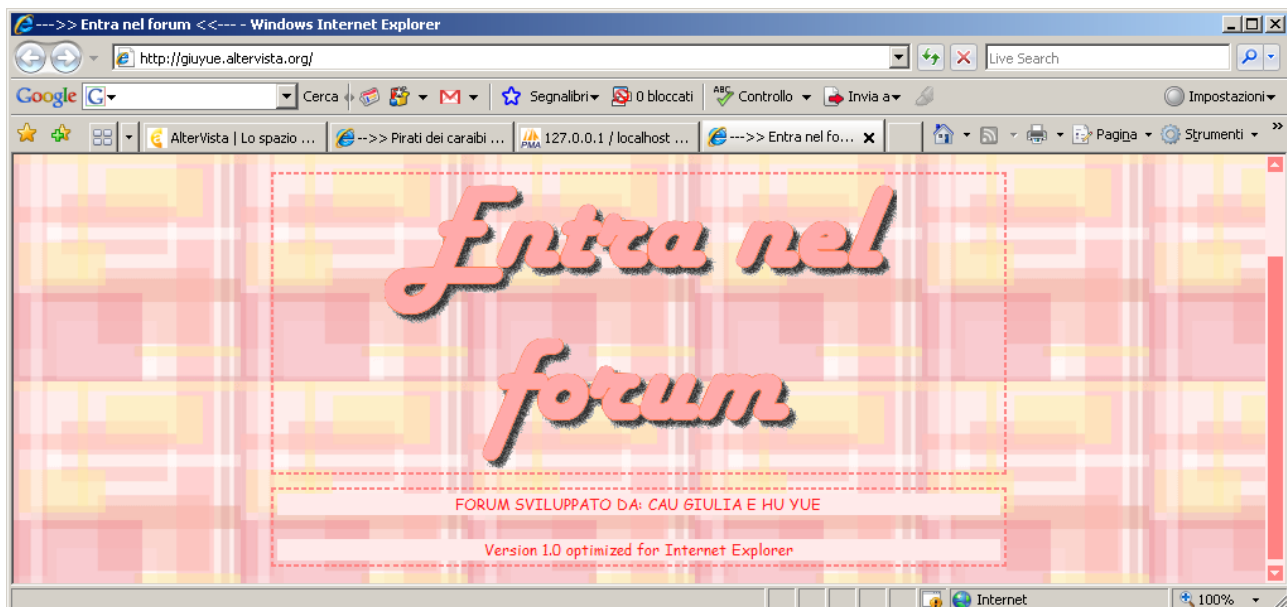 --->> Entra nel forum <<--- - Windows Internet Explorer
http://giuyue.altervista.org/
Live Search
Google G Cerca Segnalibri 0 bloccati ABC Controllo Invia a Impostazioni
AlterVista | Lo spazio ... -->> Pirati dei caraibi ... PMA 127.0.0.1 / localhost ... --->> Entra nel fo... Pagina Strumenti »
Entra nel
forum
FORUM SVILUPPATO DA: CAU GIULIA E HU YUE
Version 1.0 optimized for Internet Explorer
Internet 100%